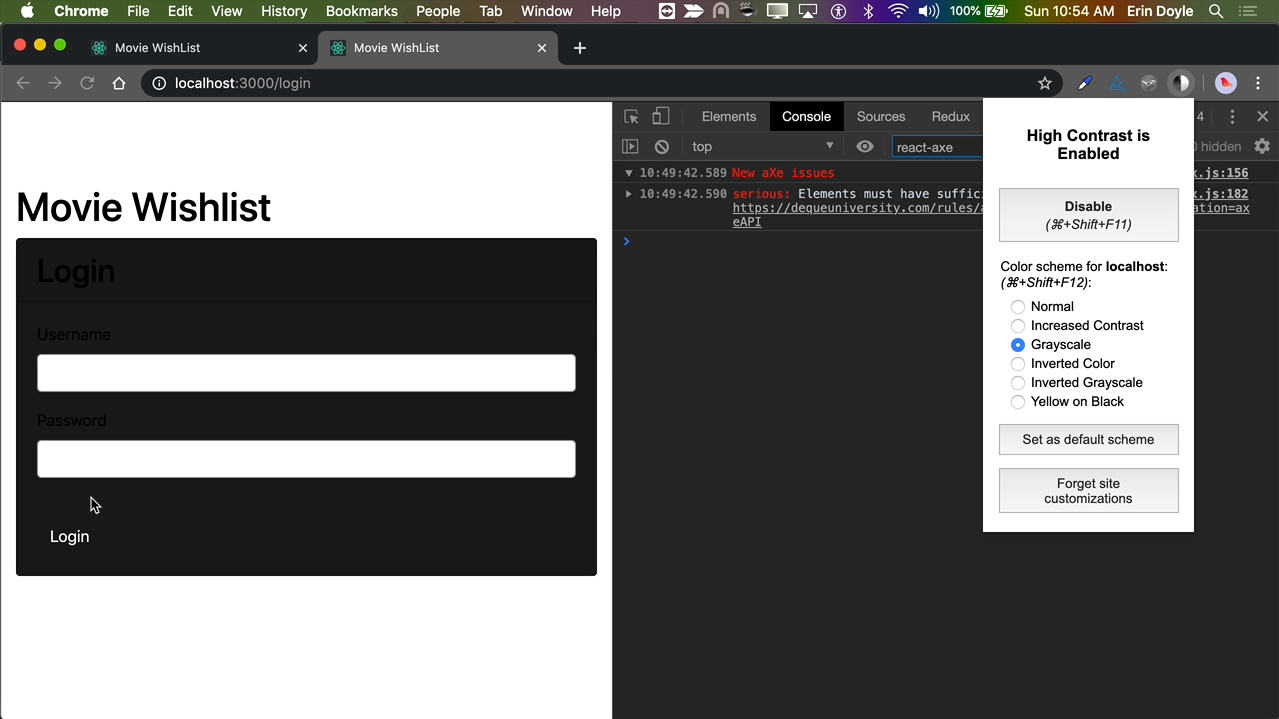 Chrome File Edit View History Bookmarks People Tab Window Help 100% Sun 10:54 AM Erin Doyle
Movie WishList
Movie WishList
localhost:3000/login
Elements Console Sources Redux 4
top react-axe hidden
10:49:42.589 New aXe issues k.js:156
10:49:42.590 serious: Elements must have suffic k.js:182
https://dequeuniversity.com/rules/a ation=ax
eAPI
Movie Wishlist
Login
Username
Password
Login
High Contrast is
Enabled
Disable
(⌘+Shift+F11)
Color scheme for localhost:
(⌘+Shift+F12):
Normal
Increased Contrast
Grayscale
Inverted Color
Inverted Grayscale
Yellow on Black
Set as default scheme
Forget site
customizations